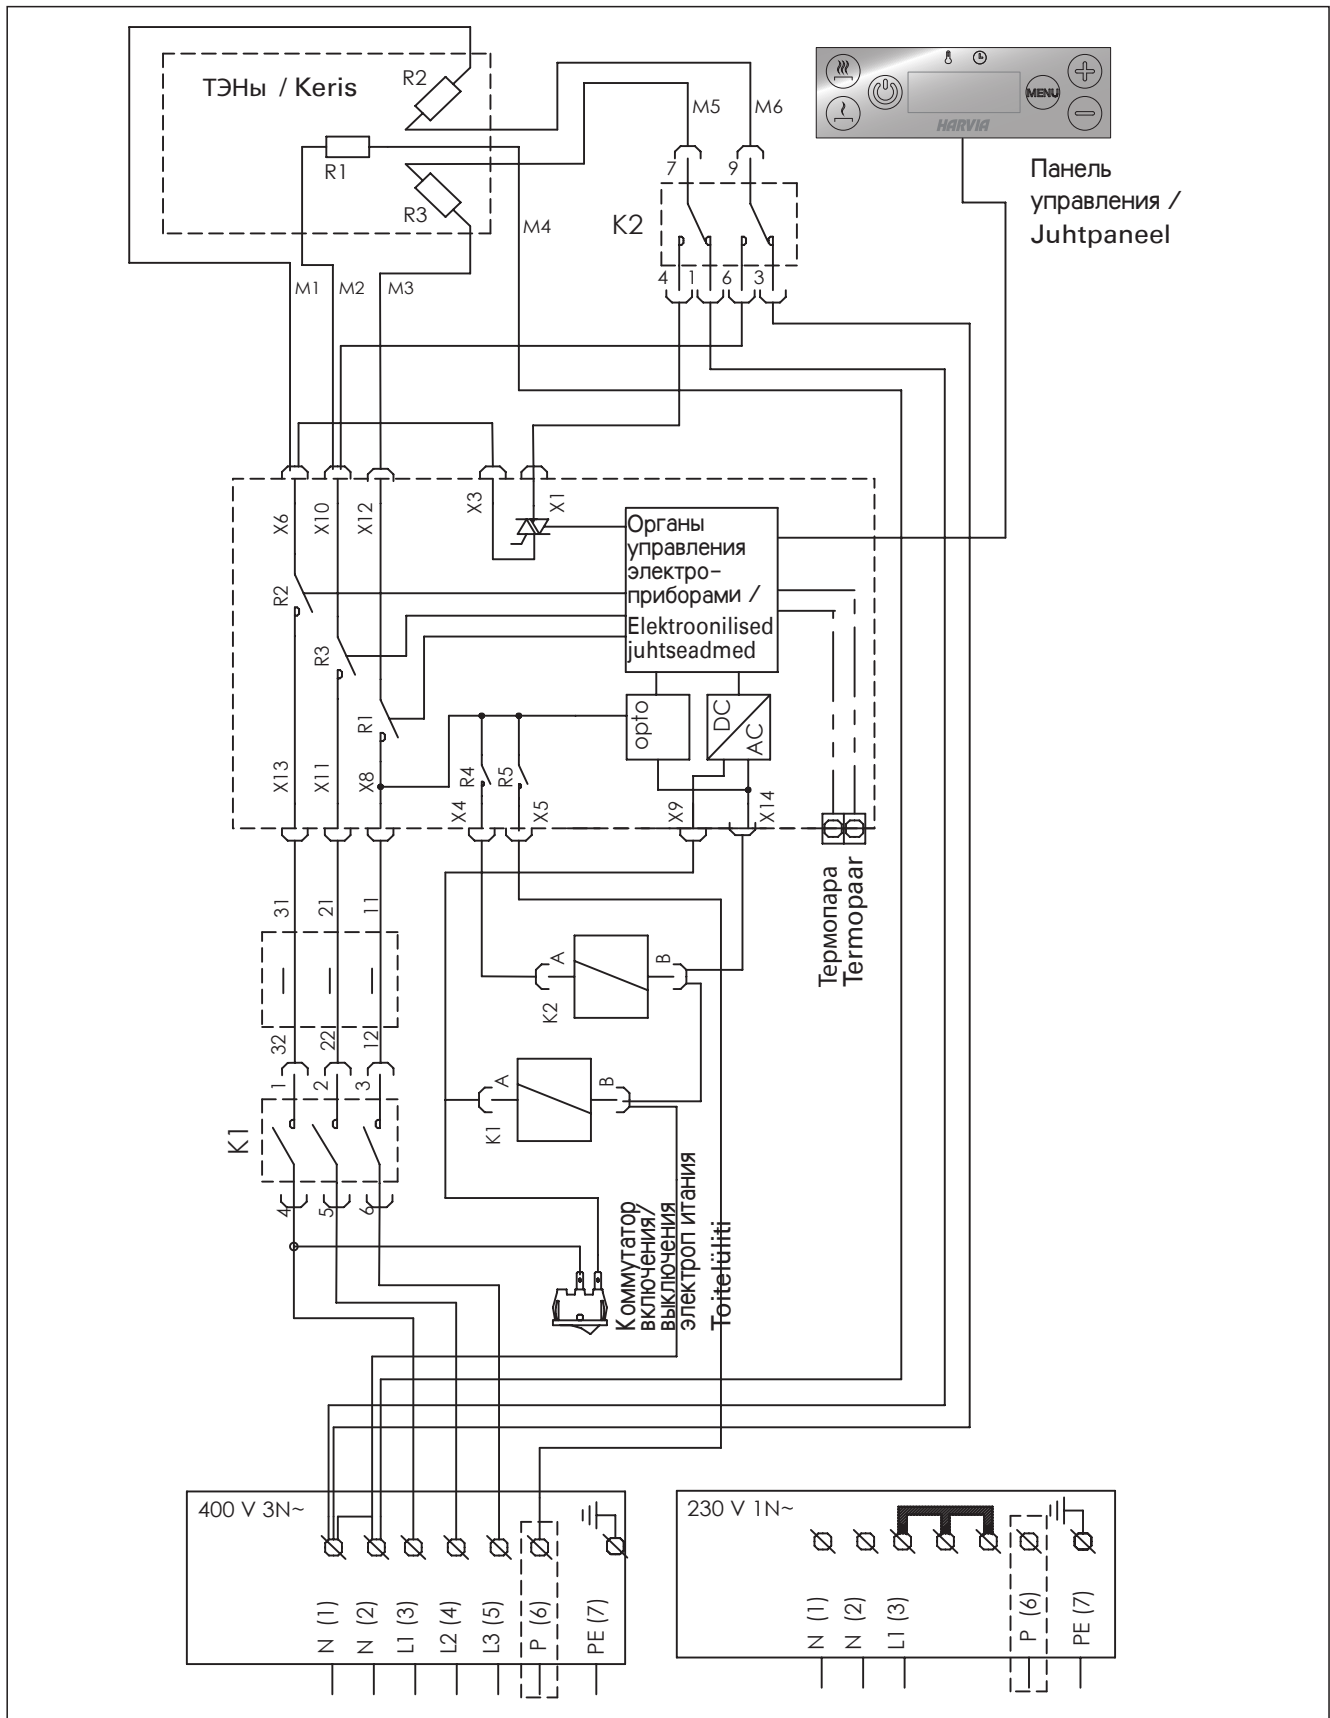 ТЭНы / Keris
R2
R1
R3
M5
M6
MENU
HARVIA
Панель
управления /
Juhtpaneel
7
9
K2
M4
4
1
6
3
M1
M2
M3
X6
X10
X12
X3
X1
Органы
управления
электро-
приборами /
Elektroonilised
juhtseadmed
R2
R3
R1
opto
DC
AC
R4
R5
X13
X11
X8
X4
X5
X9
X14
Термопара
Termopaar
31
21
11
A
B
K2
32
22
12
1
2
3
A
B
K1
K1
4
5
6
Коммутатор
включения/
выключения
электроп итания
Toitelüliti
400 V 3N~
N (1)
N (2)
L1 (3)
L2 (4)
L3 (5)
P (6)
PE (7)
230 V 1N~
N (1)
N (2)
L1 (3)
P (6)
PE (7)